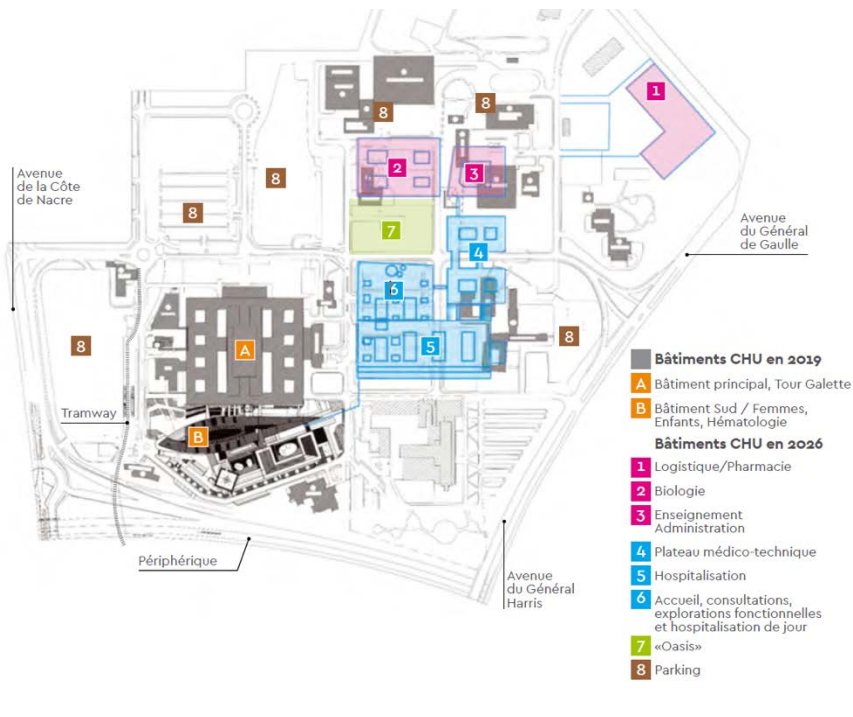 1
8
8
2
3
Avenue
de la Côte
de Nacre
8
8
7
Avenue
du Général
de Gaulle
4
6
A
8
5
8
Tramway
B
Périphérique
Avenue
du Général
Harris
Bâtiments CHU en 2019
A Bâtiment principal, Tour Galette
B Bâtiment Sud / Femmes,
Enfants, Hématologie
Bâtiments CHU en 2026
1 Logistique/Pharmacie
2 Biologie
3 Enseignement
Administration
4 Plateau médico-technique
5 Hospitalisation
6 Accueil, consultations,
explorations fonctionnelles
et hospitalisation de jour
7 «Oasis»
8 Parking